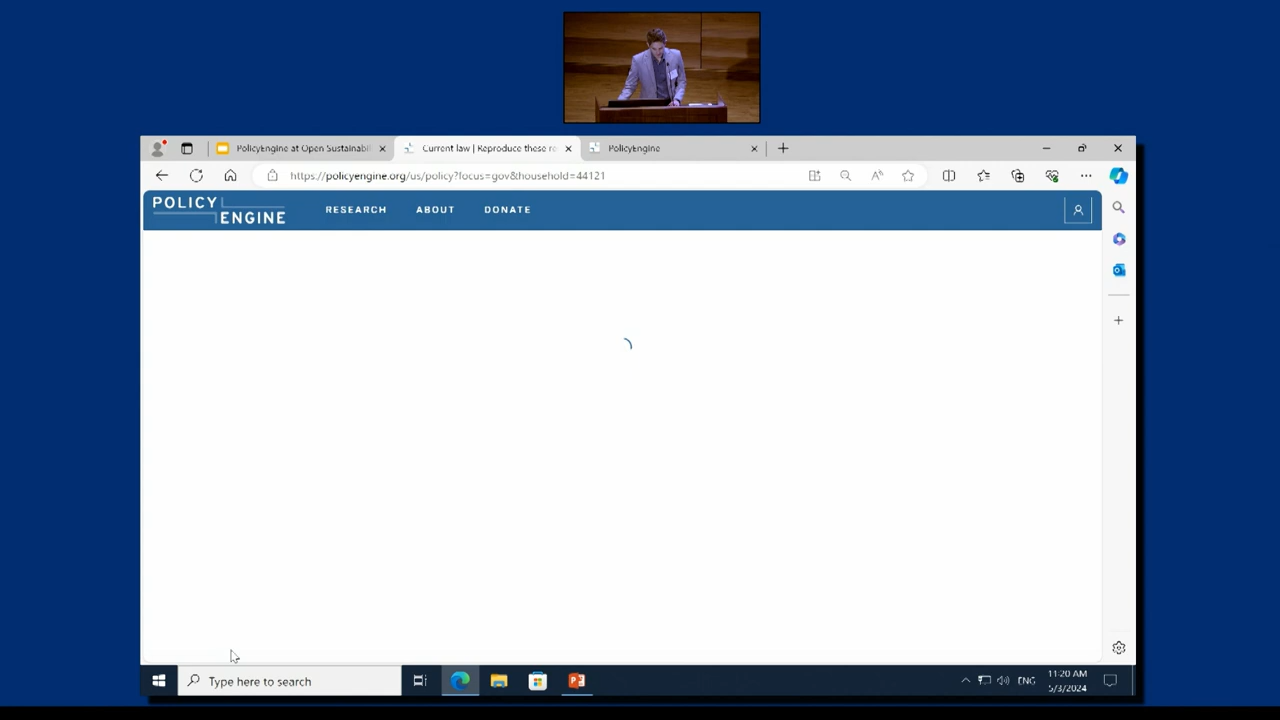 PolicyEngine at Open Sustainabil
Current law | Reproduce these re
PolicyEngine
https://policyengine.org/us/policy?focus=gov&household=44121
POLICY
ENGINE
RESEARCH
ABOUT
DONATE
Type here to search
ENG
11:20 AM
5/3/2024